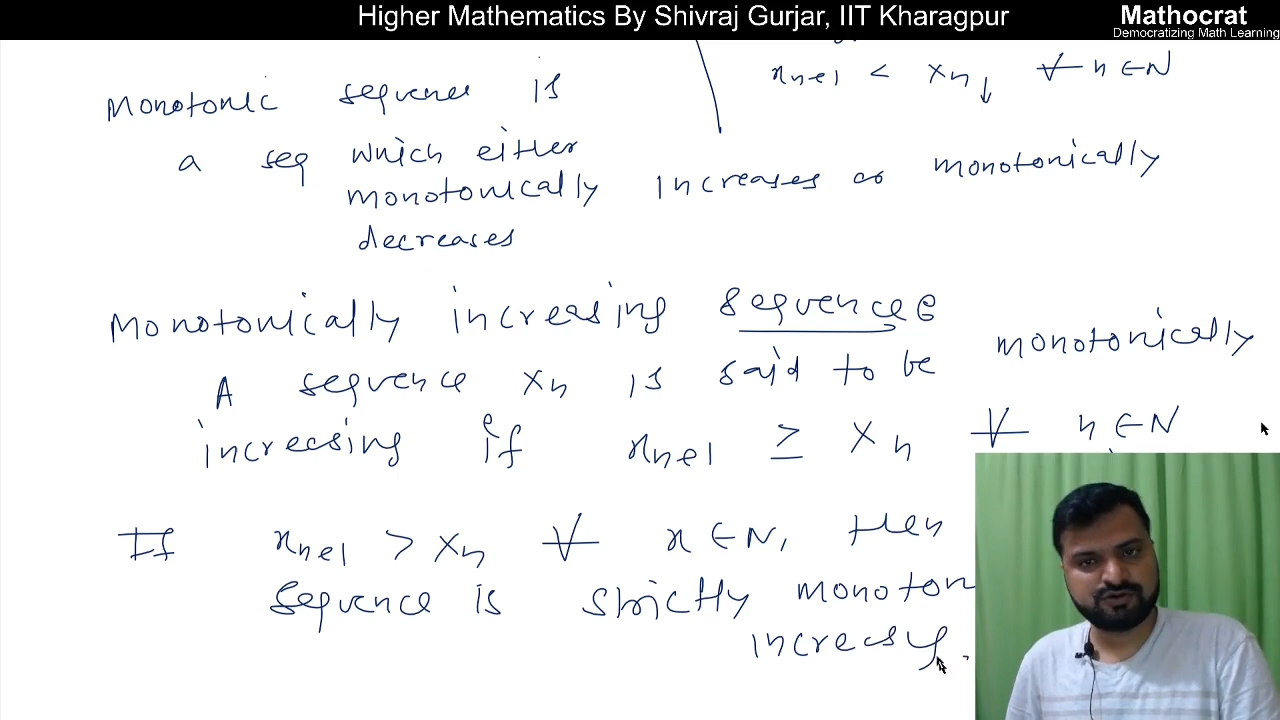 Higher Mathematics By Shivraj Gurjar, IIT Kharagpur
Mathocrat
Democratizing Math Learning
xn+1 < xn ↓ ∀ n ∈ N
Monotonic sequence is
a seq which either
monotonically increases or monotonically
decreases
Monotonically increasing sequence
A sequence xn is said to be monotonically
increasing if xn+1 ≥ xn ∀ n ∈ N
If xn+1 > xn ∀ n ∈ N, then
sequence is strictly monoton
increasing.